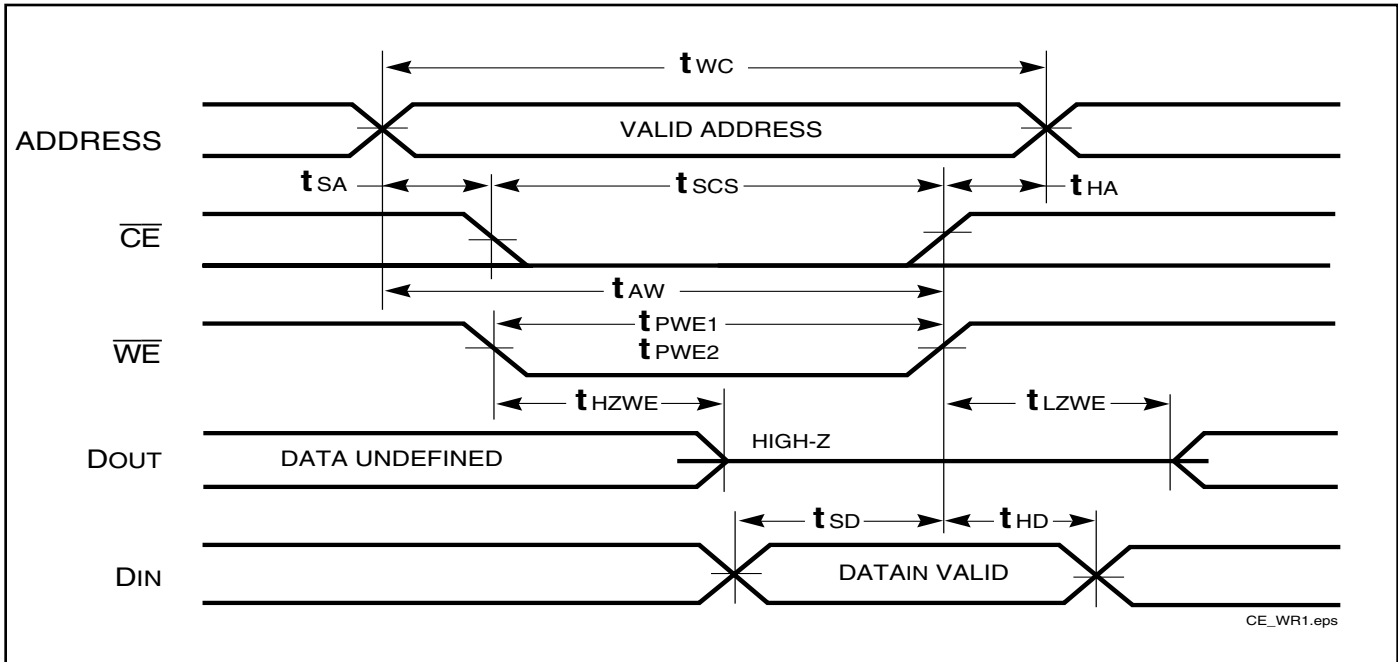 tWC
ADDRESS
VALID ADDRESS
tSA
tSCS
tHA
CE
tAW
tPWE1
WE
tPWE2
tHZWE
tLZWE
HIGH-Z
DOUT
DATA UNDEFINED
tSD
tHD
DIN
DATAIN VALID
CE_WR1.eps